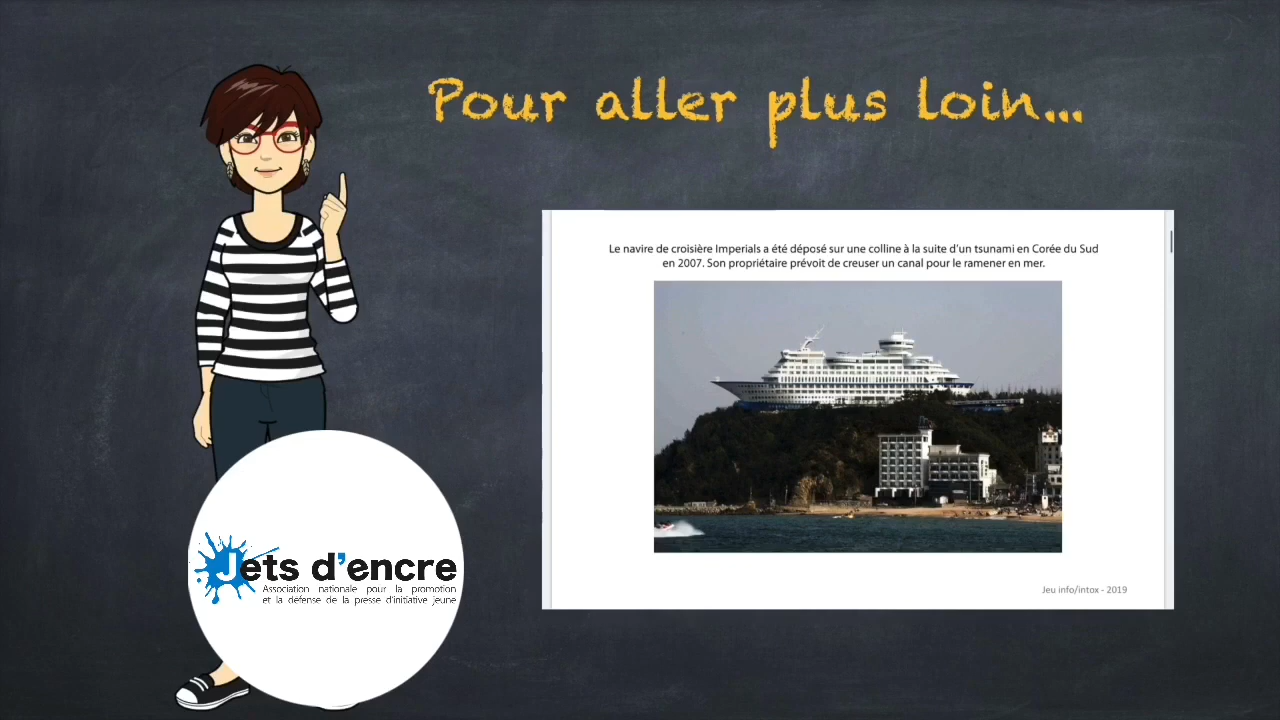 Pour aller plus loin...
Le navire de croisière Imperials a été déposé sur une colline à la suite d'un tsunami en Corée du Sud
en 2007. Son propriétaire prévoit de creuser un canal pour le ramener en mer.
Jeu info/intox - 2019
Jets d'encre
Association nationale pour la promotion
et la défense de la presse d'initiative jeune